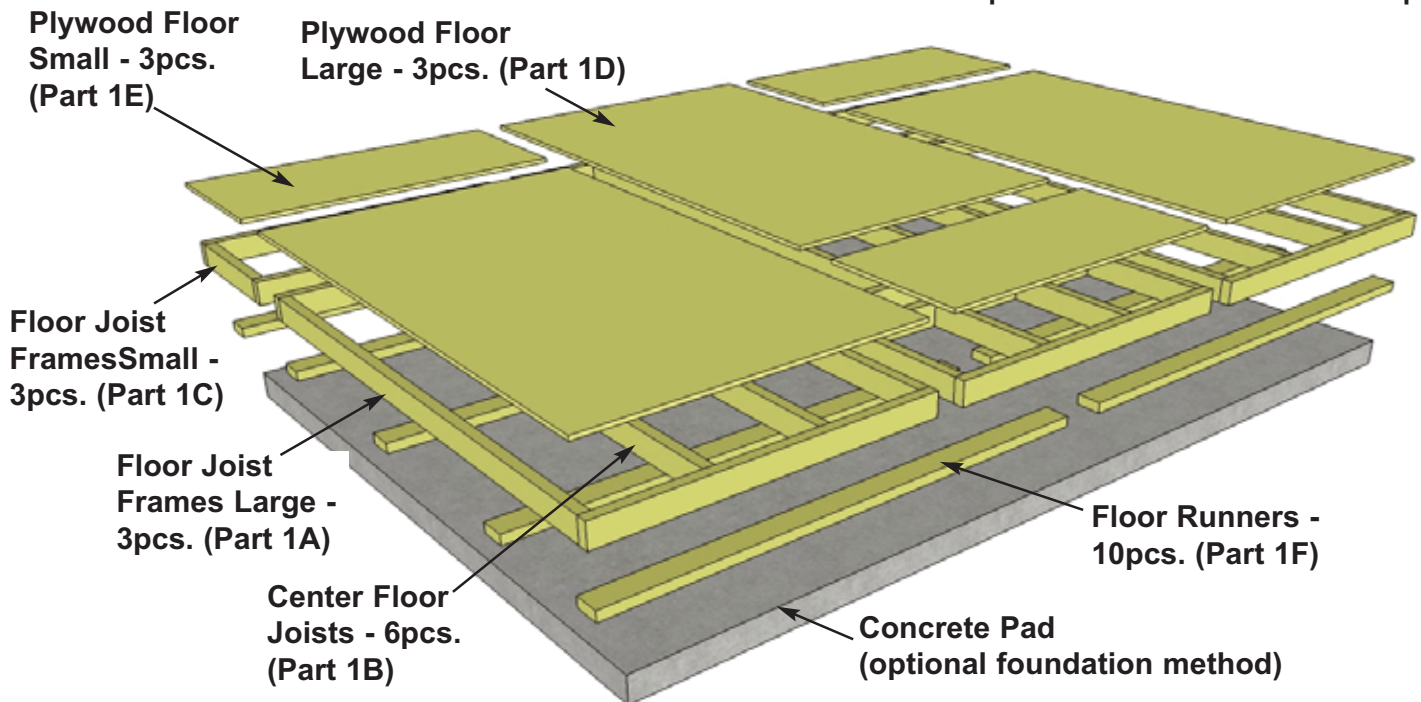 Plywood Floor
Small - 3pcs.
(Part 1E)
Plywood Floor
Large - 3pcs. (Part 1D)
Floor Joist
FramesSmall -
3pcs. (Part 1C)
Floor Joist
Frames Large -
3pcs. (Part 1A)
Center Floor
Joists - 6pcs.
(Part 1B)
Floor Runners -
10pcs. (Part 1F)
Concrete Pad
(optional foundation method)